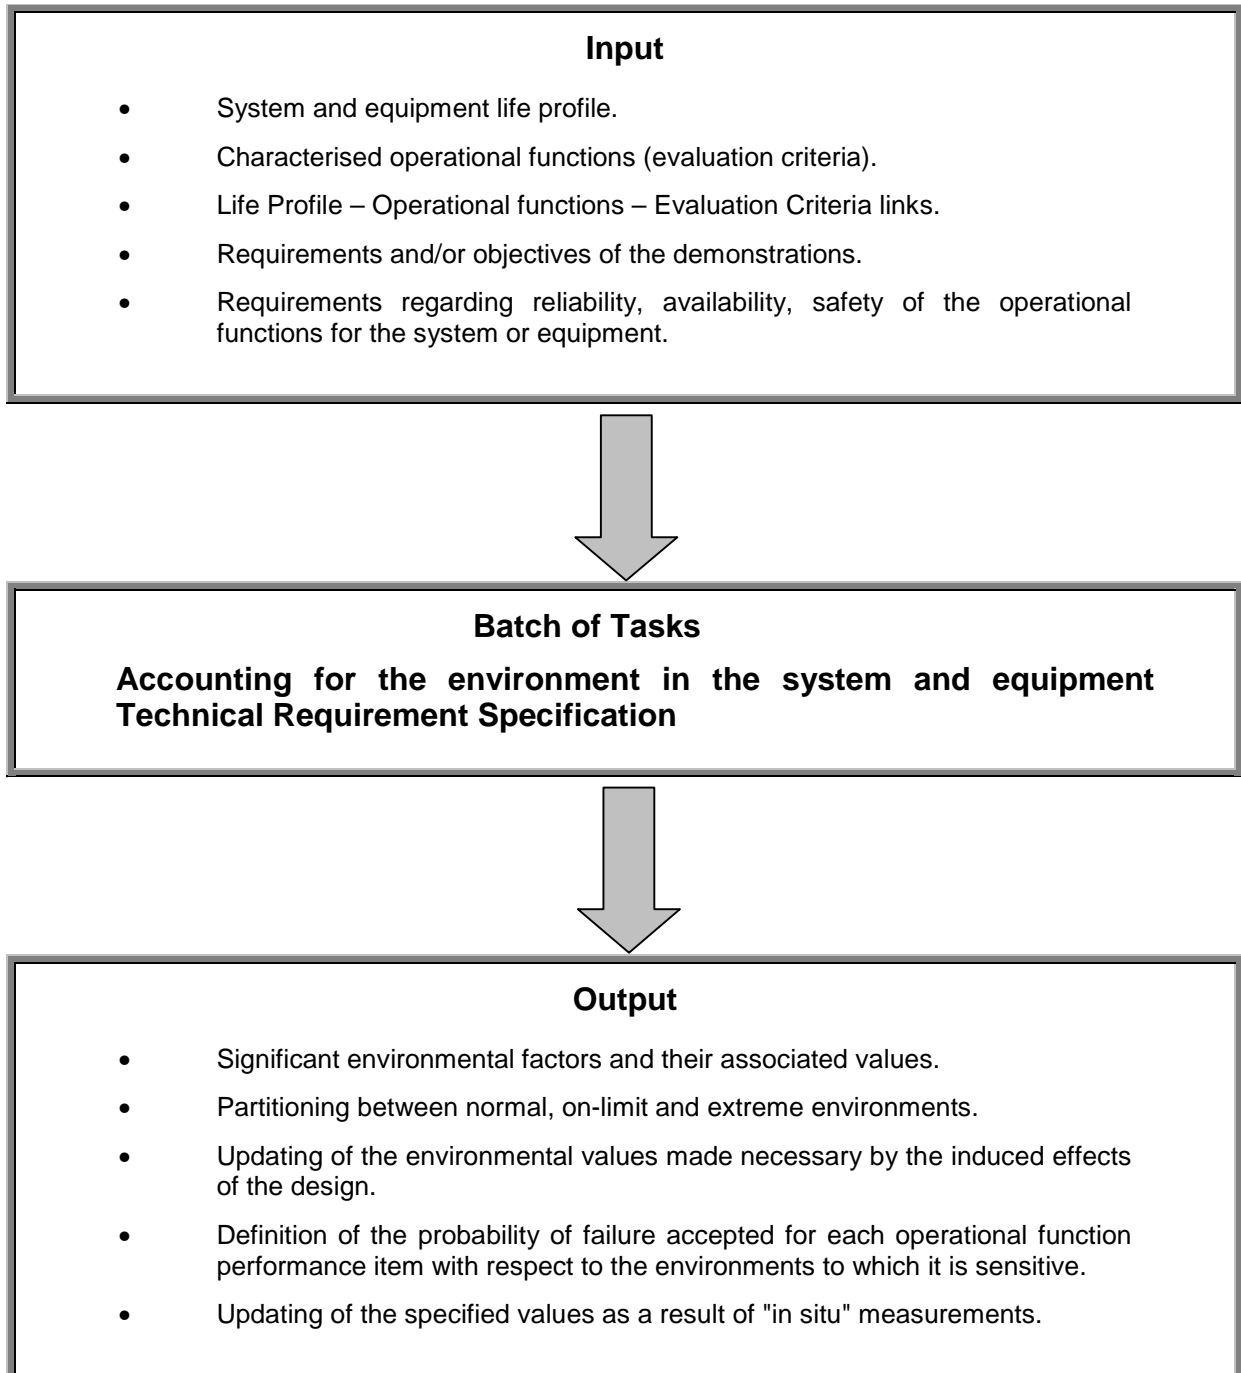 Input
• System and equipment life profile.
• Characterised operational functions (evaluation criteria).
• Life Profile – Operational functions – Evaluation Criteria links.
• Requirements and/or objectives of the demonstrations.
• Requirements regarding reliability, availability, safety of the operational
functions for the system or equipment.
Batch of Tasks
Accounting for the environment in the system and equipment
Technical Requirement Specification
Output
• Significant environmental factors and their associated values.
• Partitioning between normal, on-limit and extreme environments.
• Updating of the environmental values made necessary by the induced effects
of the design.
• Definition of the probability of failure accepted for each operational function
performance item with respect to the environments to which it is sensitive.
• Updating of the specified values as a result of "in situ" measurements.